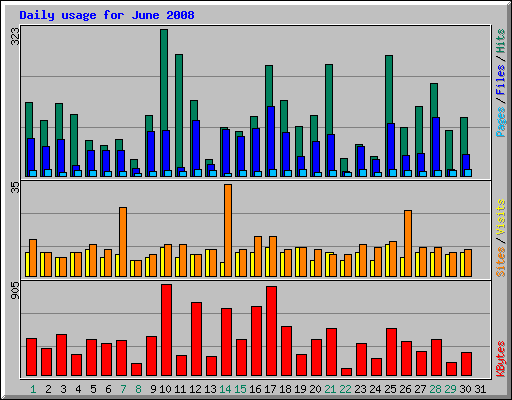 Daily usage for June 2008
323
Pages / Files / Hits
35
Sites / Visits
905
KBytes
1 2 3 4 5 6 7 8 9 10 11 12 13 14 15 16 17 18 19 20 21 22 23 24 25 26 27 28 29 30 31